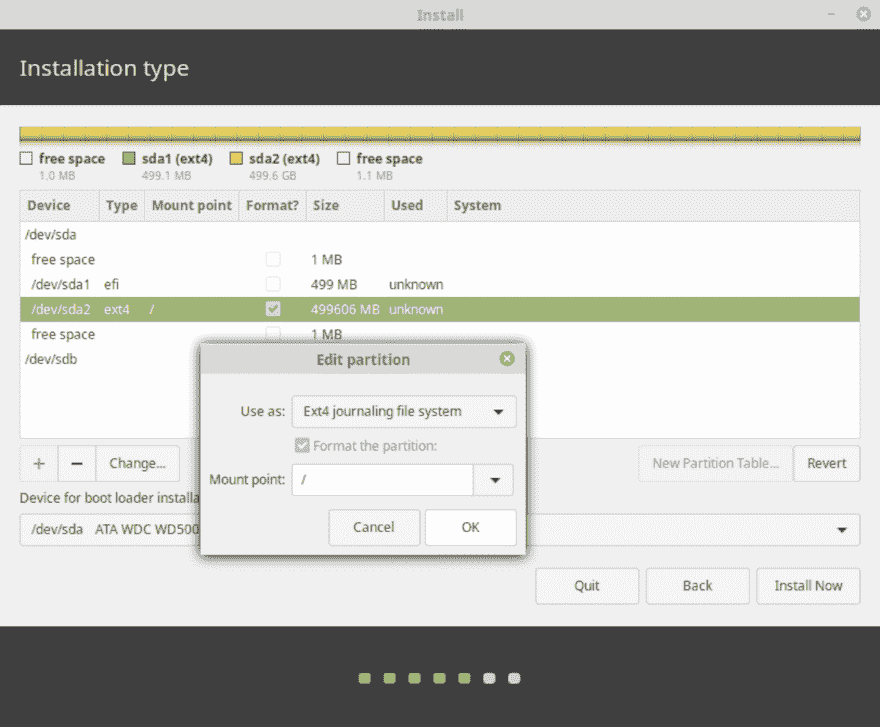 Install
Installation type
free space sda1 (ext4) sda2 (ext4) free space
1.0 MB 499.1 MB 499.6 GB 1.1 MB
Device Type Mount point Format? Size Used System
/dev/sda
free space 1 MB
/dev/sda1 efi 499 MB unknown
/dev/sda2 ext4 / 499606 MB unknown
free space 1 MB
/dev/sdb
Edit partition
Use as: Ext4 journaling file system
Format the partition:
Mount point: /
Cancel OK
+ − Change... New Partition Table... Revert
Device for boot loader installa
/dev/sda ATA WDC WD500
Quit Back Install Now